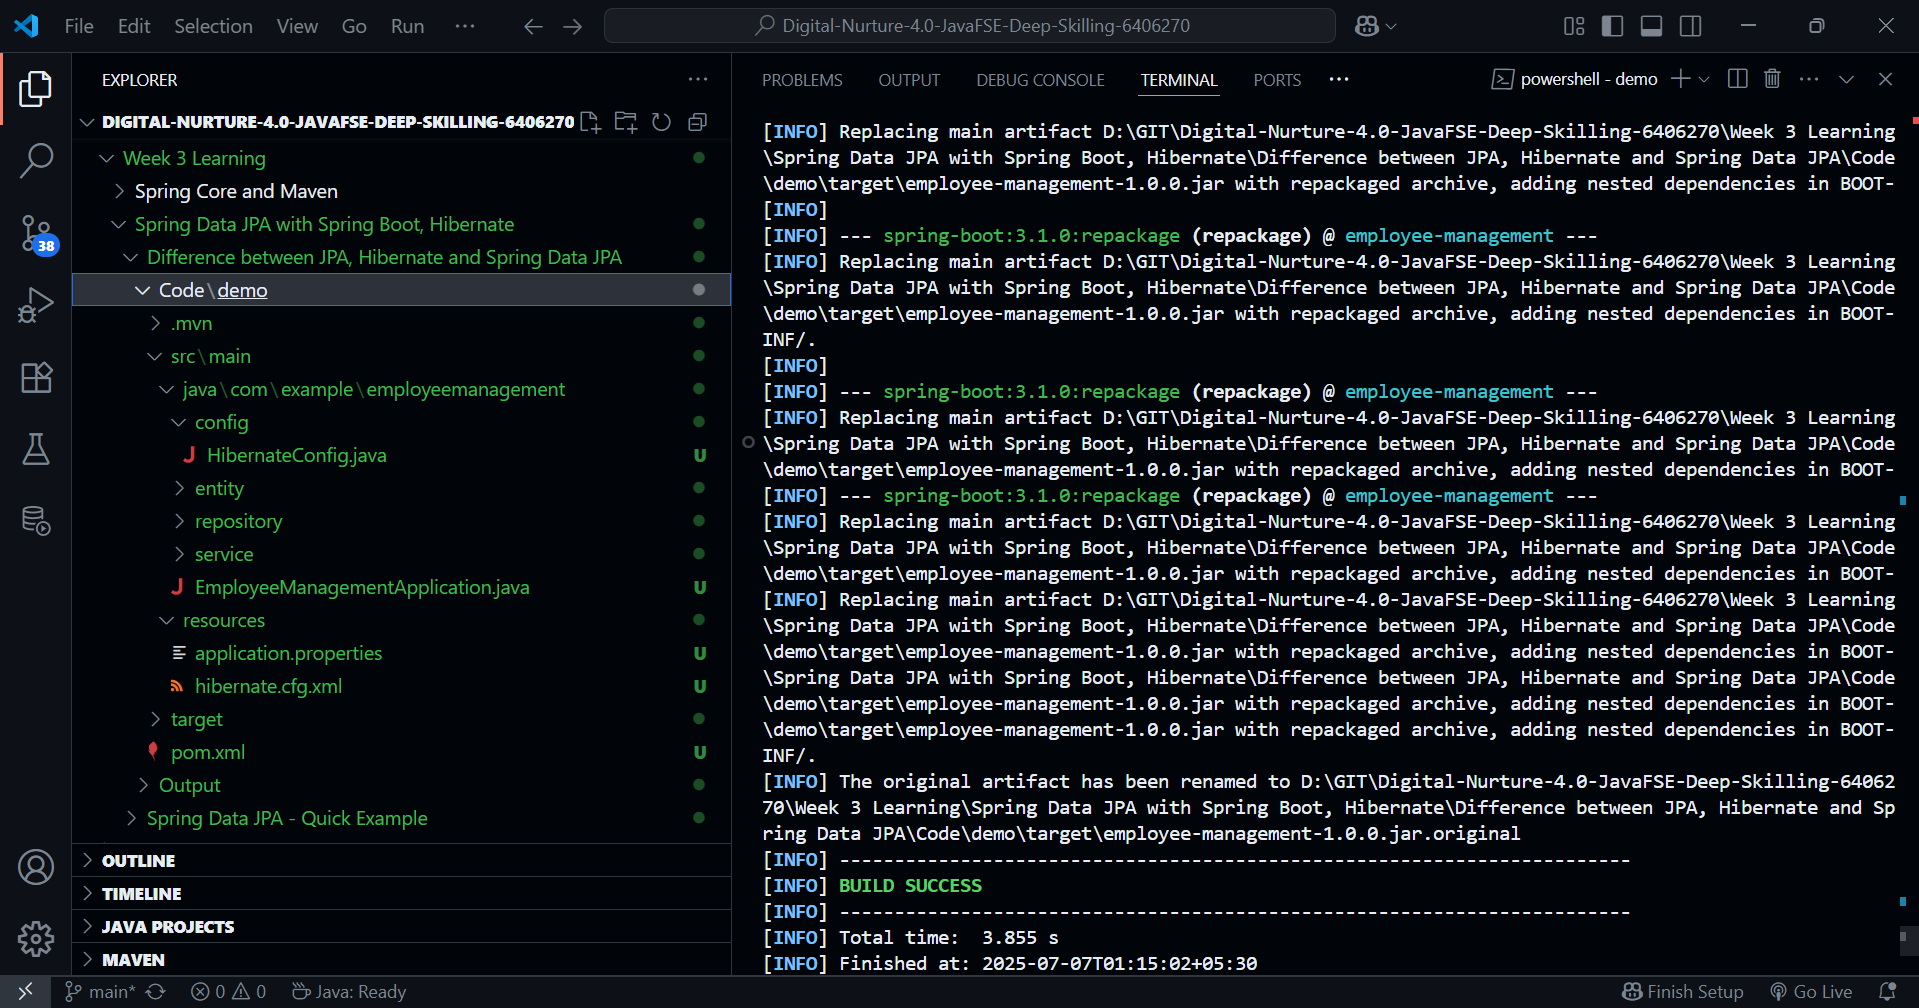 File Edit Selection View Go Run ···
Digital-Nurture-4.0-JavaFSE-Deep-Skilling-6406270
EXPLORER
DIGITAL-NURTURE-4.0-JAVAFSE-DEEP-SKILLING-6406270
Week 3 Learning
Spring Core and Maven
Spring Data JPA with Spring Boot, Hibernate
Difference between JPA, Hibernate and Spring Data JPA
Code\demo
.mvn
src\main
java\com\example\employeemanagement
config
HibernateConfig.java U
entity
repository
service
EmployeeManagementApplication.java U
resources
application.properties U
hibernate.cfg.xml U
target
pom.xml U
Output
Spring Data JPA - Quick Example
OUTLINE
TIMELINE
JAVA PROJECTS
MAVEN
38
PROBLEMS OUTPUT DEBUG CONSOLE TERMINAL PORTS ···
powershell - demo
[INFO] Replacing main artifact D:\GIT\Digital-Nurture-4.0-JavaFSE-Deep-Skilling-6406270\Week 3 Learning
\Spring Data JPA with Spring Boot, Hibernate\Difference between JPA, Hibernate and Spring Data JPA\Code
\demo\target\employee-management-1.0.0.jar with repackaged archive, adding nested dependencies in BOOT-
[INFO]
[INFO] --- spring-boot:3.1.0:repackage (repackage) @ employee-management ---
[INFO] Replacing main artifact D:\GIT\Digital-Nurture-4.0-JavaFSE-Deep-Skilling-6406270\Week 3 Learning
\Spring Data JPA with Spring Boot, Hibernate\Difference between JPA, Hibernate and Spring Data JPA\Code
\demo\target\employee-management-1.0.0.jar with repackaged archive, adding nested dependencies in BOOT-
INF/.
[INFO]
[INFO] --- spring-boot:3.1.0:repackage (repackage) @ employee-management ---
[INFO] Replacing main artifact D:\GIT\Digital-Nurture-4.0-JavaFSE-Deep-Skilling-6406270\Week 3 Learning
\Spring Data JPA with Spring Boot, Hibernate\Difference between JPA, Hibernate and Spring Data JPA\Code
\demo\target\employee-management-1.0.0.jar with repackaged archive, adding nested dependencies in BOOT-
[INFO] --- spring-boot:3.1.0:repackage (repackage) @ employee-management ---
[INFO] Replacing main artifact D:\GIT\Digital-Nurture-4.0-JavaFSE-Deep-Skilling-6406270\Week 3 Learning
\Spring Data JPA with Spring Boot, Hibernate\Difference between JPA, Hibernate and Spring Data JPA\Code
\demo\target\employee-management-1.0.0.jar with repackaged archive, adding nested dependencies in BOOT-
[INFO] Replacing main artifact D:\GIT\Digital-Nurture-4.0-JavaFSE-Deep-Skilling-6406270\Week 3 Learning
\Spring Data JPA with Spring Boot, Hibernate\Difference between JPA, Hibernate and Spring Data JPA\Code
\demo\target\employee-management-1.0.0.jar with repackaged archive, adding nested dependencies in BOOT-
\Spring Data JPA with Spring Boot, Hibernate\Difference between JPA, Hibernate and Spring Data JPA\Code
\demo\target\employee-management-1.0.0.jar with repackaged archive, adding nested dependencies in BOOT-
\demo\target\employee-management-1.0.0.jar with repackaged archive, adding nested dependencies in BOOT-
INF/.
[INFO] The original artifact has been renamed to D:\GIT\Digital-Nurture-4.0-JavaFSE-Deep-Skilling-64062
70\Week 3 Learning\Spring Data JPA with Spring Boot, Hibernate\Difference between JPA, Hibernate and Sp
ring Data JPA\Code\demo\target\employee-management-1.0.0.jar.original
[INFO] ------------------------------------------------------------------------
[INFO] BUILD SUCCESS
[INFO] ------------------------------------------------------------------------
[INFO] Total time:  3.855 s
[INFO] Finished at: 2025-07-07T01:15:02+05:30
main* 0 0 Java: Ready Finish Setup Go Live